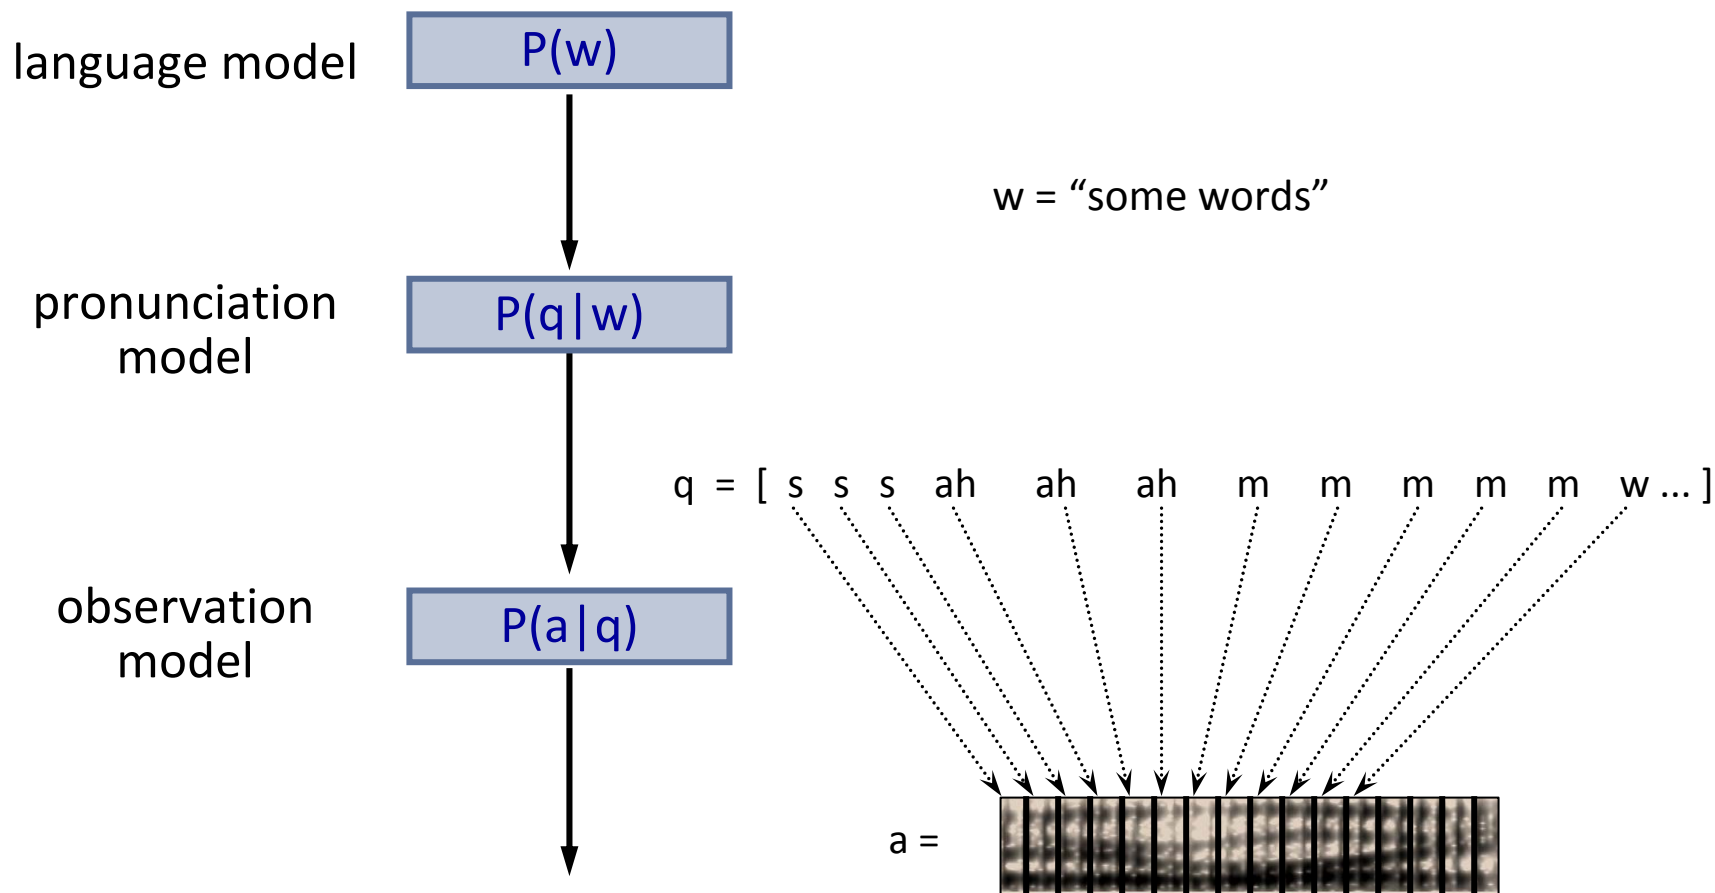 language model
P(w)
w = “some words”
pronunciation
model
P(q|w)
q = [ s s s ah ah ah m m m m m w ... ]
observation
model
P(a|q)
a =